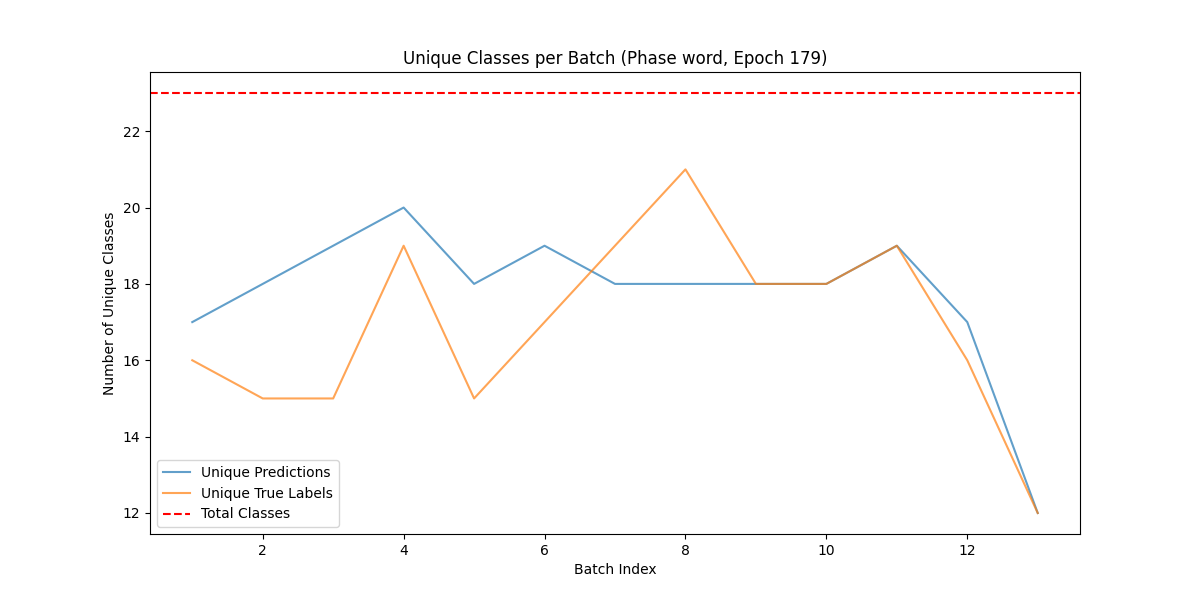 Unique Classes per Batch (Phase word, Epoch 179)
Number of Unique Classes
22
20
18
16
14
12
Unique Predictions
Unique True Labels
Total Classes
2 4 6 8 10 12
Batch Index